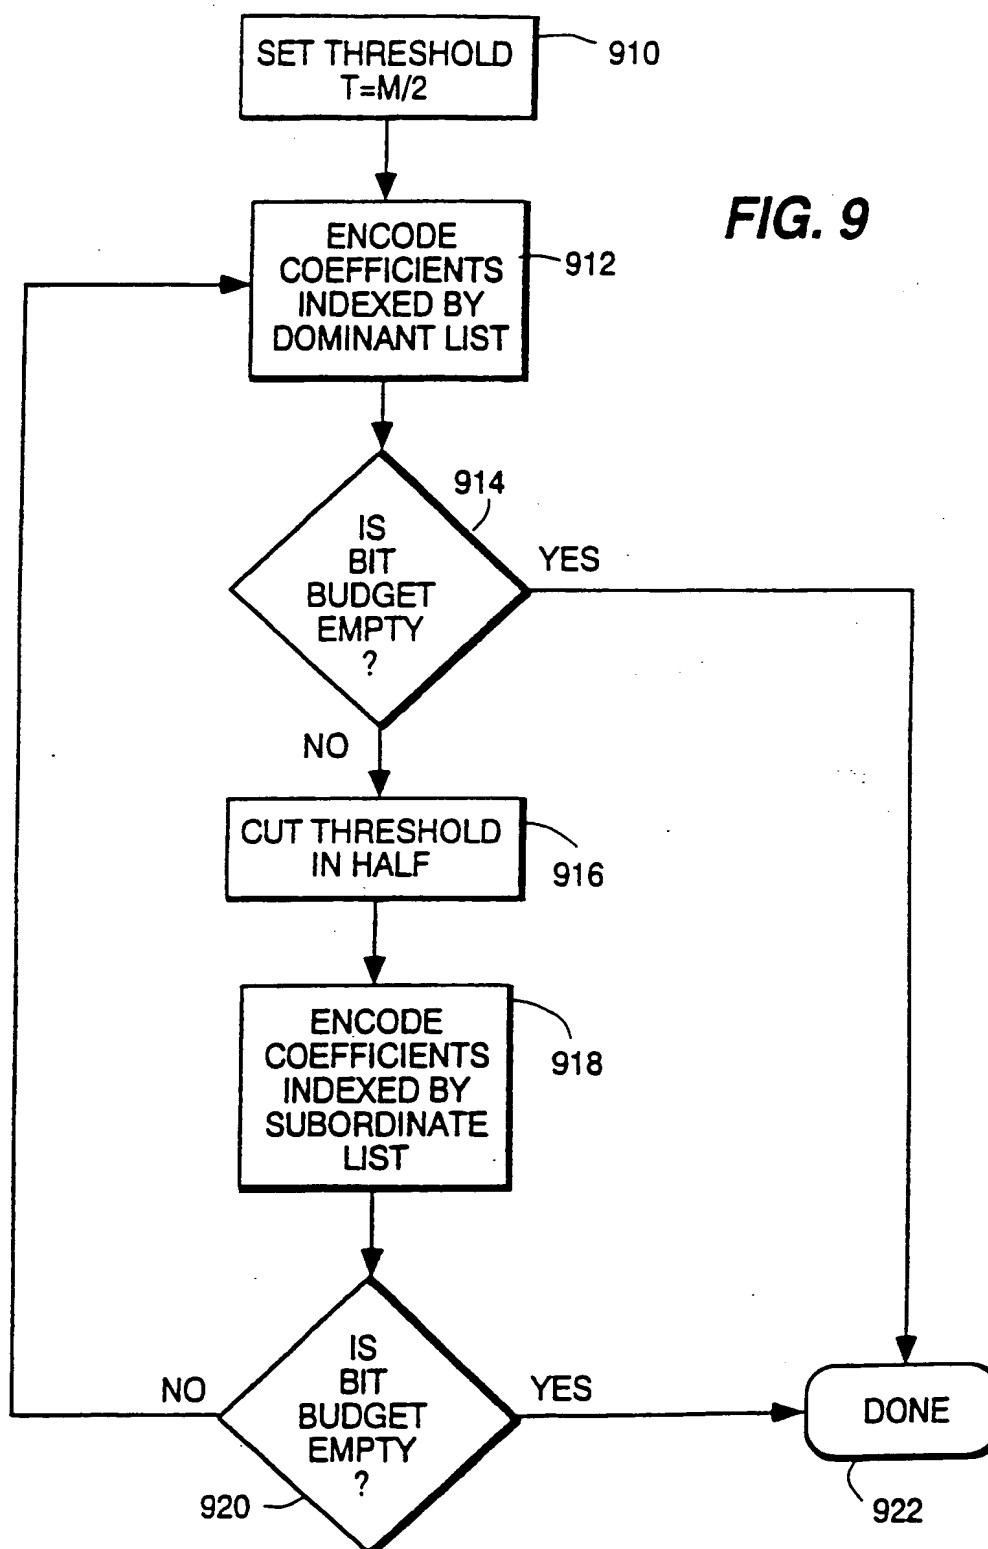 SET THRESHOLD
T=M/2
910
FIG. 9
ENCODE
COEFFICIENTS
INDEXED BY
DOMINANT LIST
912
914
IS
BIT
BUDGET
EMPTY
?
YES
NO
CUT THRESHOLD
IN HALF
916
ENCODE
COEFFICIENTS
INDEXED BY
SUBORDINATE
LIST
918
IS
BIT
BUDGET
EMPTY
?
NO
YES
DONE
920
922